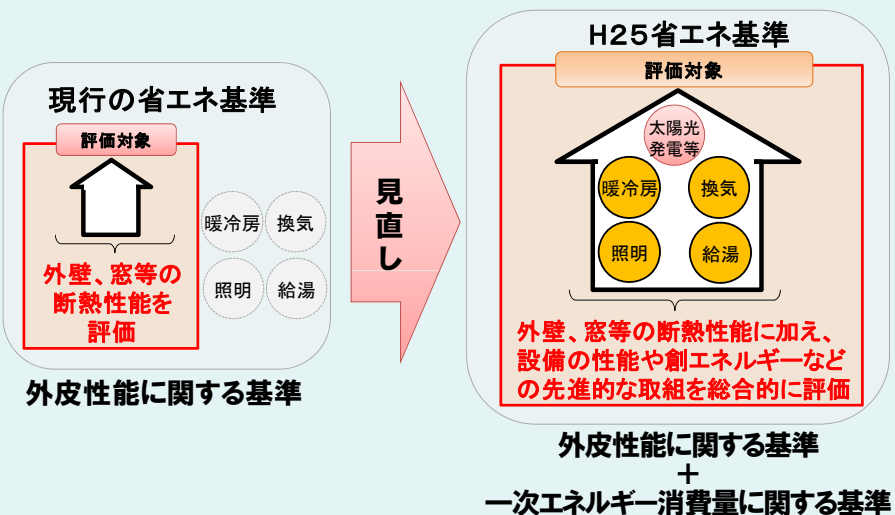 現行の省エネ基準
評価対象
外壁、窓等の
断熱性能を
評価
暖冷房
換気
照明
給湯
外皮性能に関する基準
見直し
H25省エネ基準
評価対象
太陽光
発電等
暖冷房
換気
照明
給湯
外壁、窓等の断熱性能に加え、
設備の性能や創エネルギーなど
の先進的な取組を総合的に評価
外皮性能に関する基準
＋
一次エネルギー消費量に関する基準